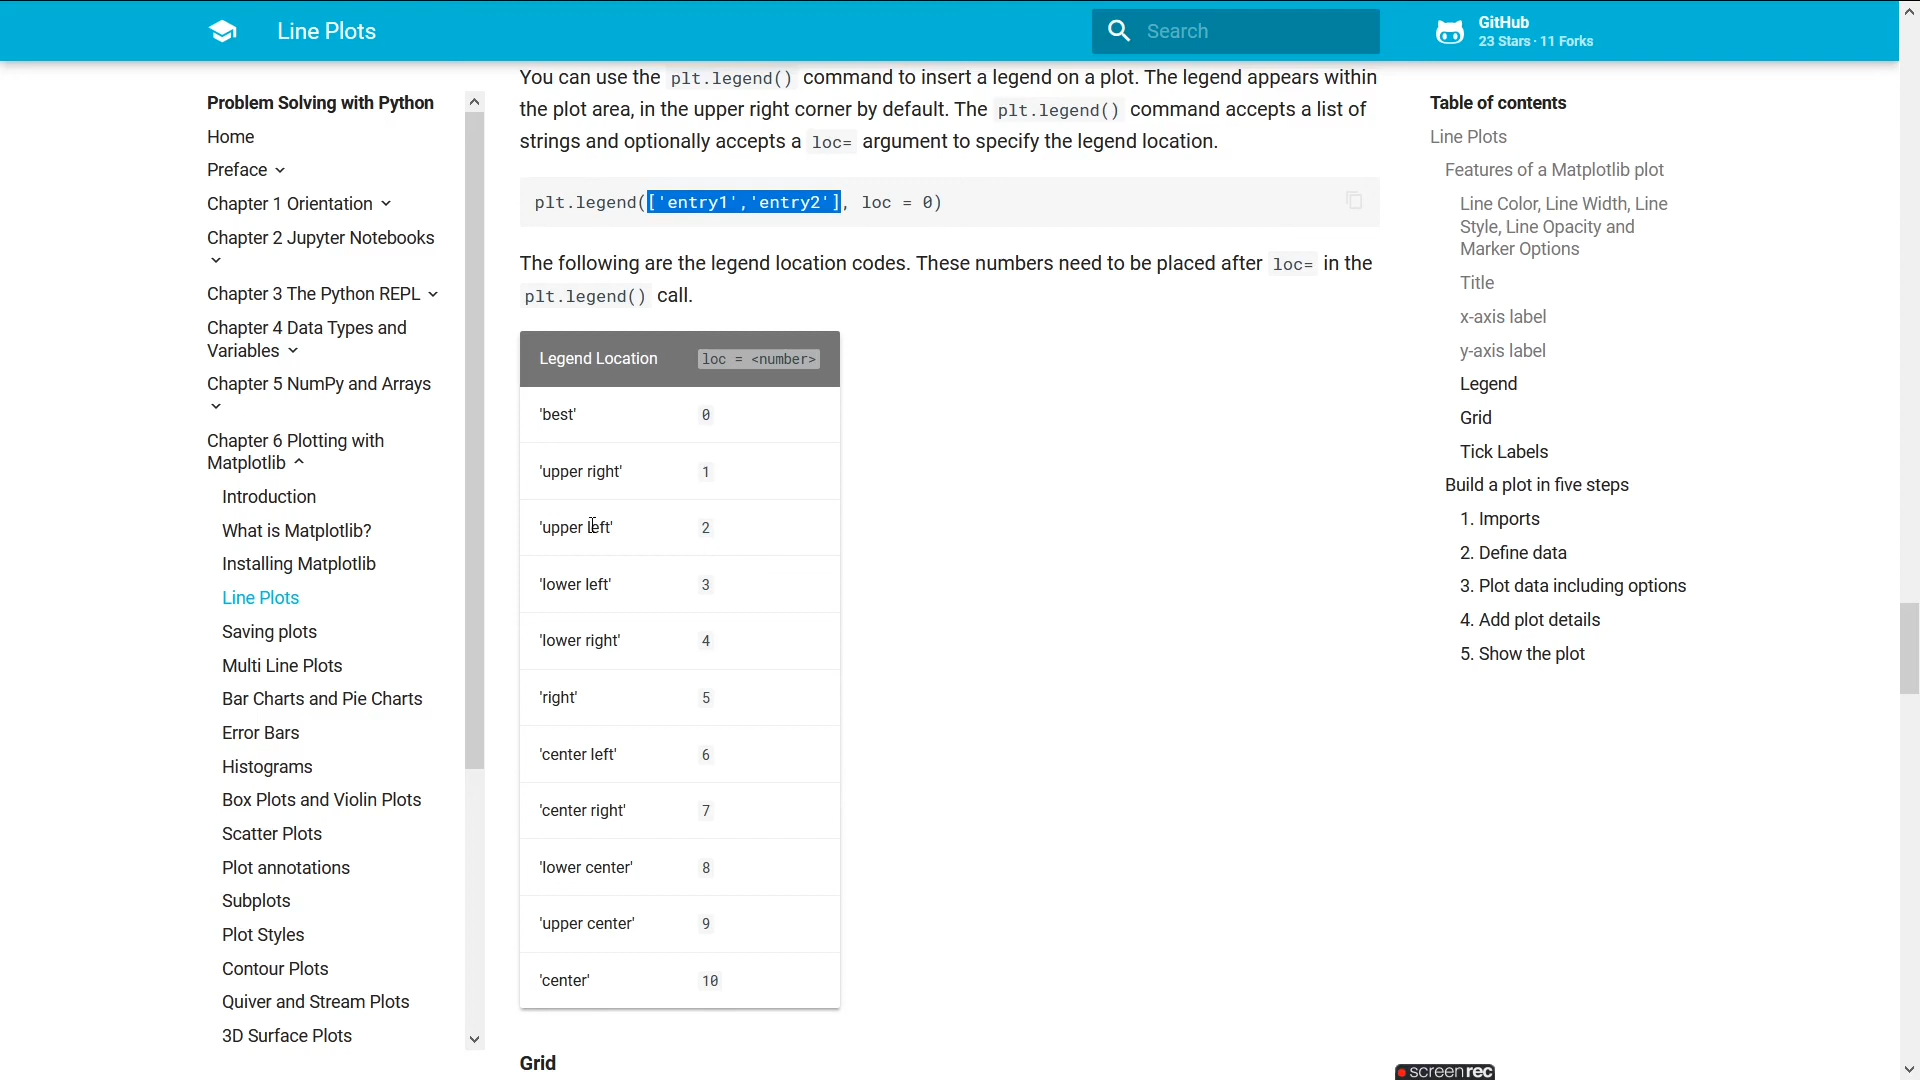 Line Plots
Search
GitHub
23 Stars · 11 Forks
Problem Solving with Python
Home
Preface
Chapter 1 Orientation
Chapter 2 Jupyter Notebooks
Chapter 3 The Python REPL
Chapter 4 Data Types and
Variables
Chapter 5 NumPy and Arrays
Chapter 6 Plotting with
Matplotlib
Introduction
What is Matplotlib?
Installing Matplotlib
Line Plots
Saving plots
Multi Line Plots
Bar Charts and Pie Charts
Error Bars
Histograms
Box Plots and Violin Plots
Scatter Plots
Plot annotations
Subplots
Plot Styles
Contour Plots
Quiver and Stream Plots
3D Surface Plots
You can use the plt.legend() command to insert a legend on a plot. The legend appears within
the plot area, in the upper right corner by default. The plt.legend() command accepts a list of
strings and optionally accepts a loc= argument to specify the legend location.
plt.legend(['entry1','entry2'], loc = 0)
The following are the legend location codes. These numbers need to be placed after loc= in the
plt.legend() call.
Legend Location loc = <number>
'best' 0
'upper right' 1
'upper left' 2
'lower left' 3
'lower right' 4
'right' 5
'center left' 6
'center right' 7
'lower center' 8
'upper center' 9
'center' 10
Grid
Table of contents
Line Plots
Features of a Matplotlib plot
Line Color, Line Width, Line
Style, Line Opacity and
Marker Options
Title
x-axis label
y-axis label
Legend
Grid
Tick Labels
Build a plot in five steps
1. Imports
2. Define data
3. Plot data including options
4. Add plot details
5. Show the plot
screenrec